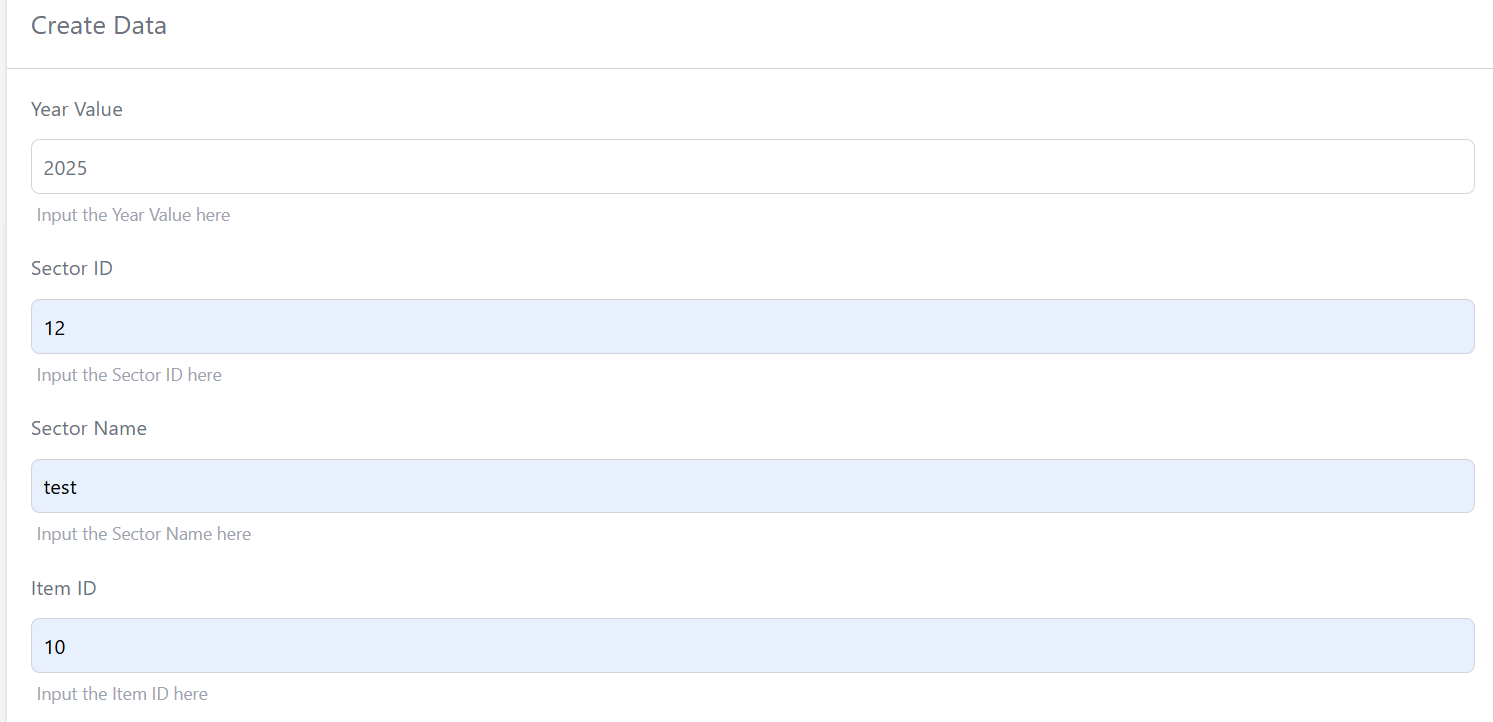 Create Data
Year Value
2025
Input the Year Value here
Sector ID
12
Input the Sector ID here
Sector Name
test
Input the Sector Name here
Item ID
10
Input the Item ID here